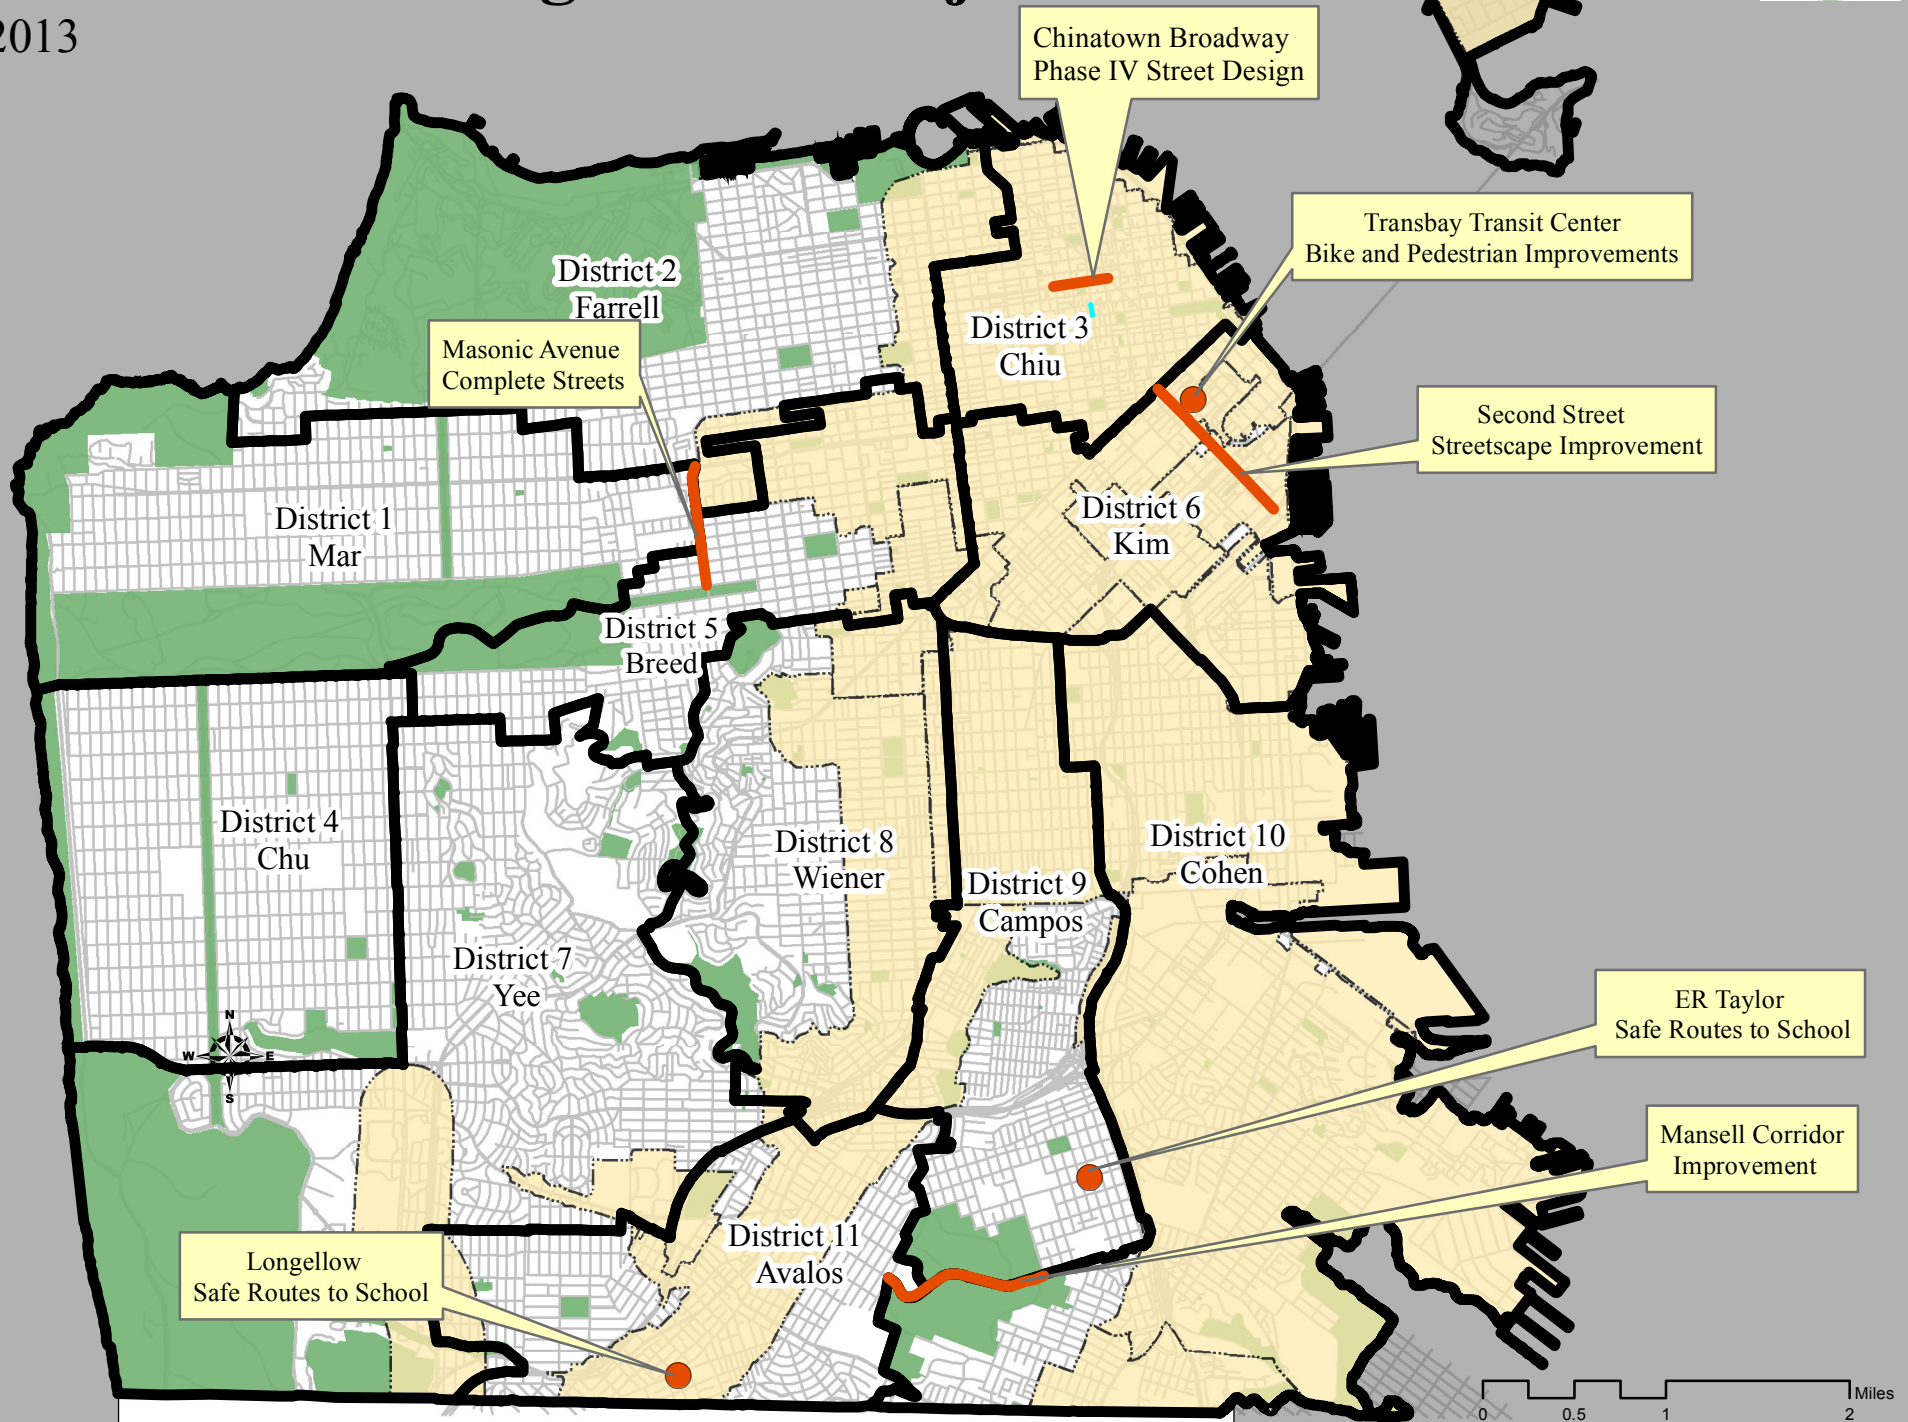 2013
Chinatown Broadway
Phase IV Street Design
Transbay Transit Center
Bike and Pedestrian Improvements
District 2
Farrell
Masonic Avenue
Complete Streets
District 3
Chiu
Second Street
Streetscape Improvement
District 1
Mar
District 6
Kim
District 5
Breed
District 4
Chu
District 8
Wiener
District 10
Cohen
District 9
Campos
District 7
Yee
N
W E
S
ER Taylor
Safe Routes to School
Mansell Corridor
Improvement
District 11
Avalos
Longellow
Safe Routes to School
Miles
0 0.5 1 2